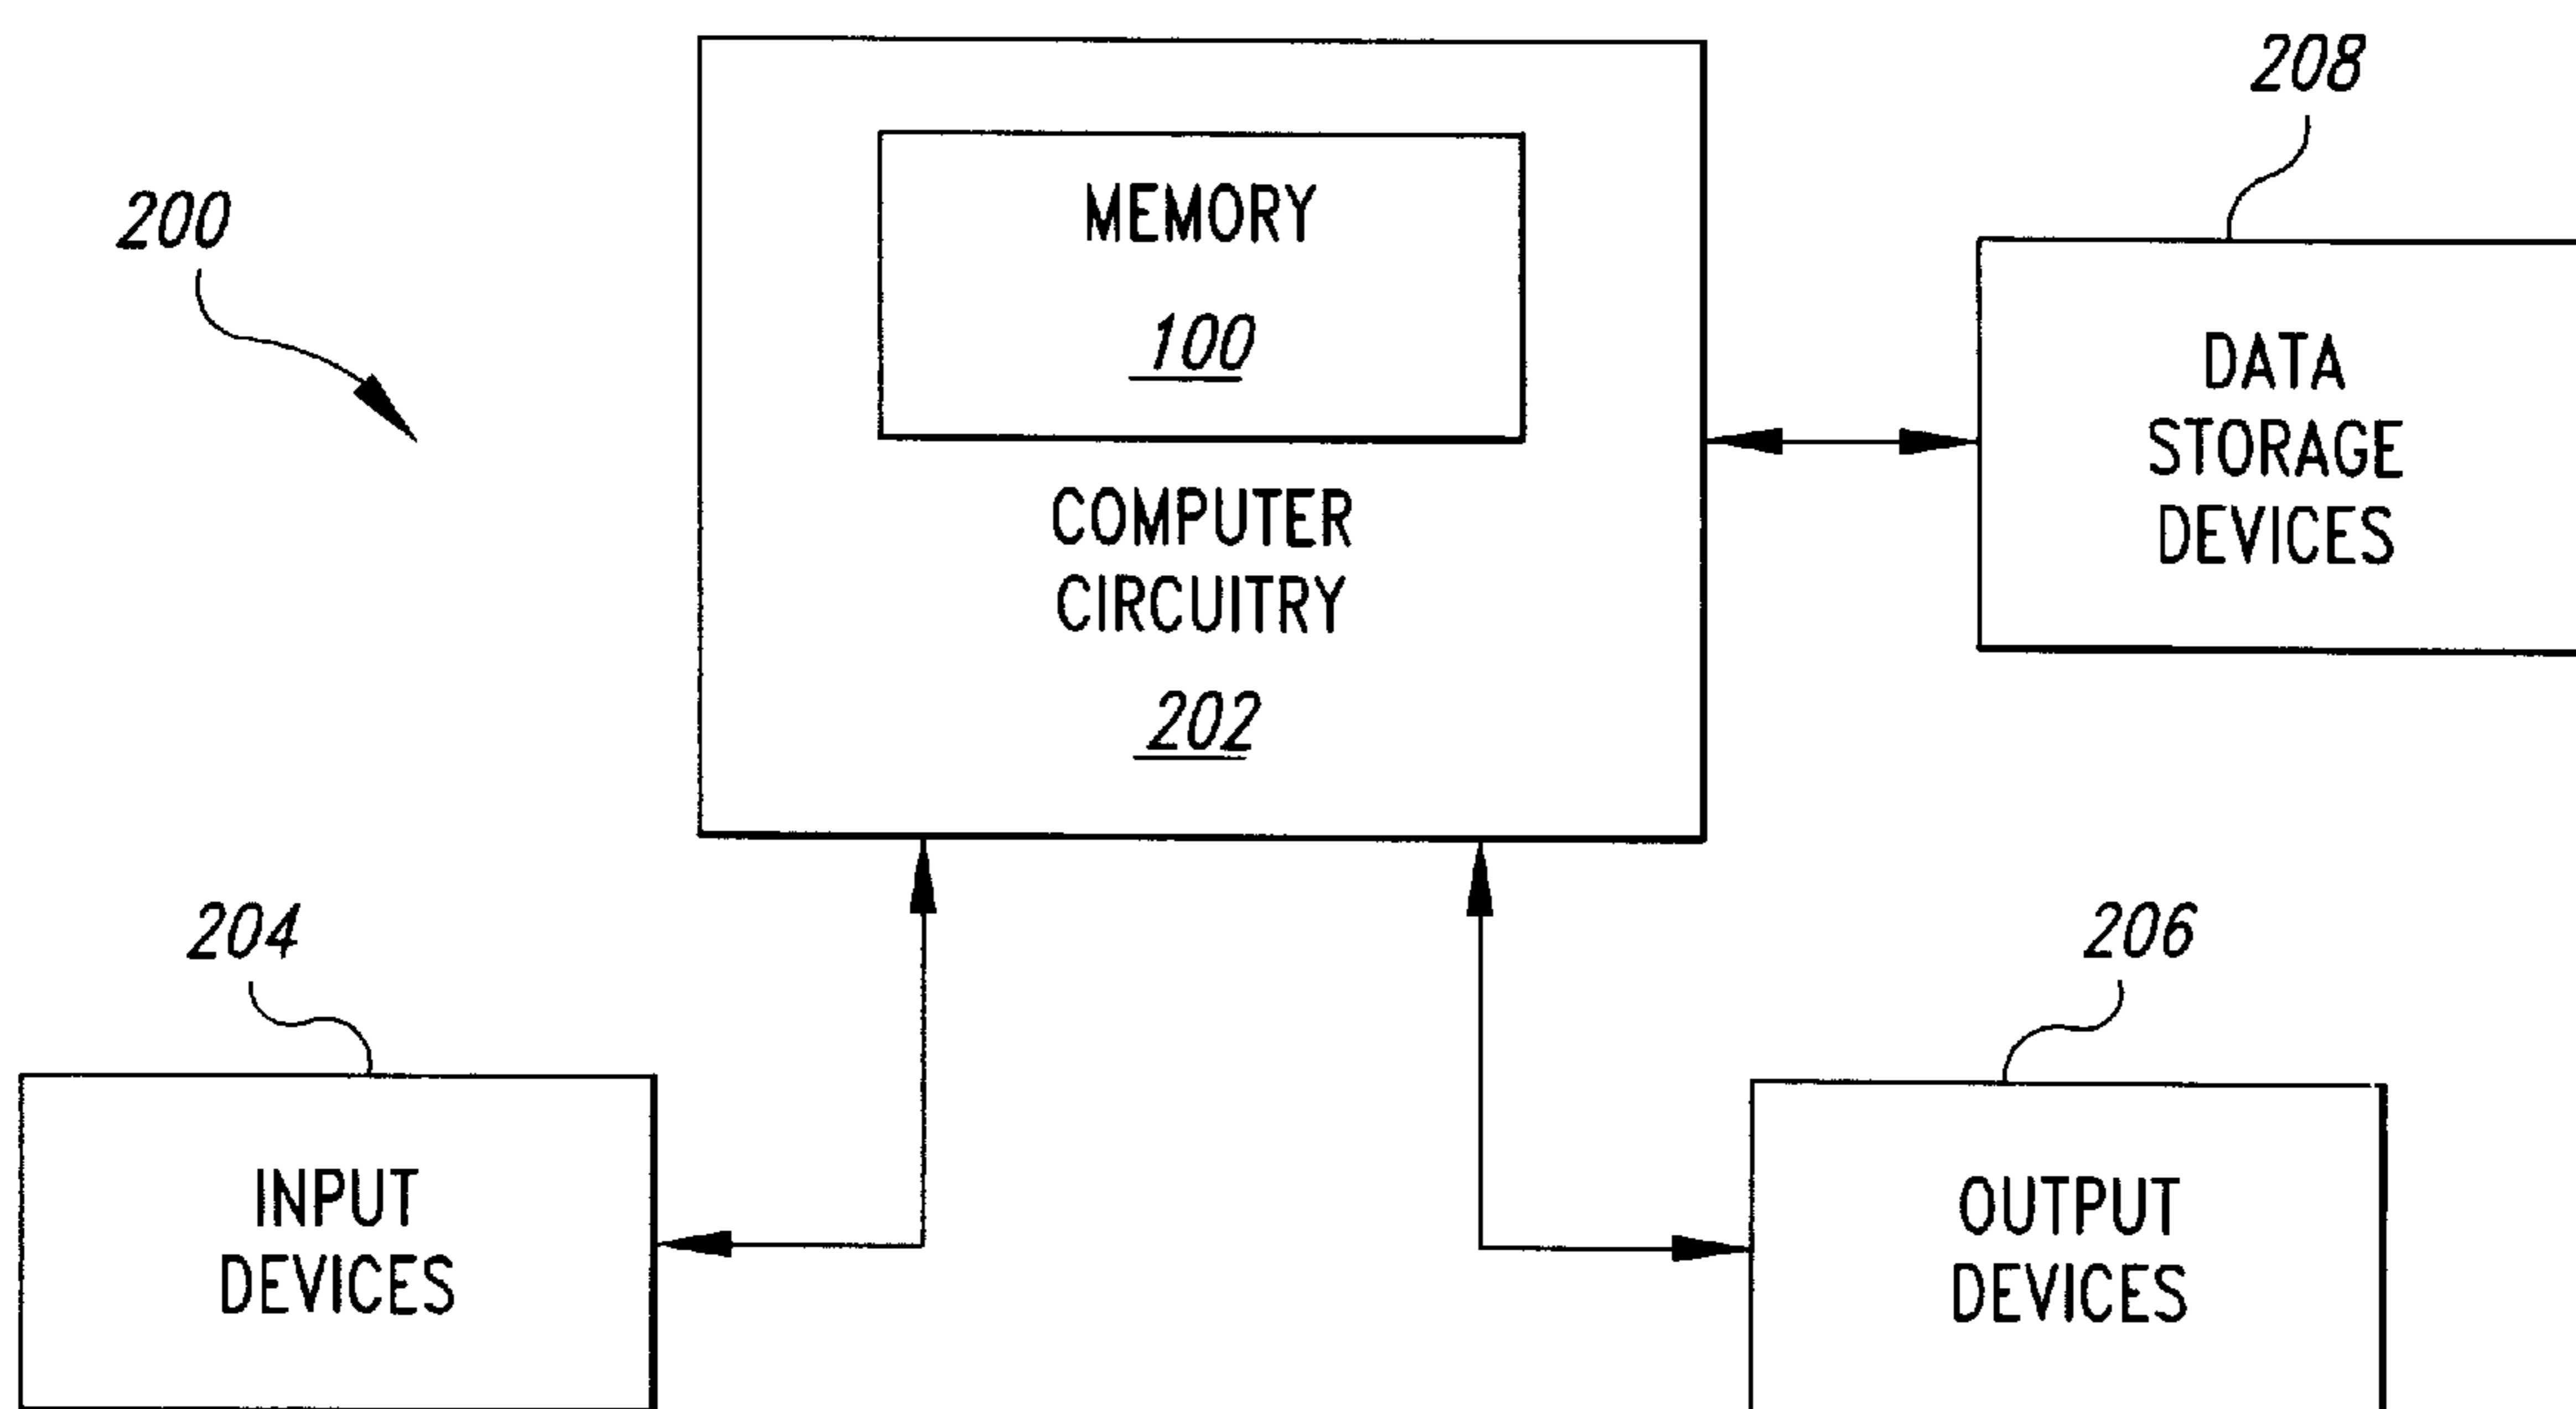 200
MEMORY
100
COMPUTER
CIRCUITRY
202
208
DATA
STORAGE
DEVICES
204
INPUT
DEVICES
206
OUTPUT
DEVICES